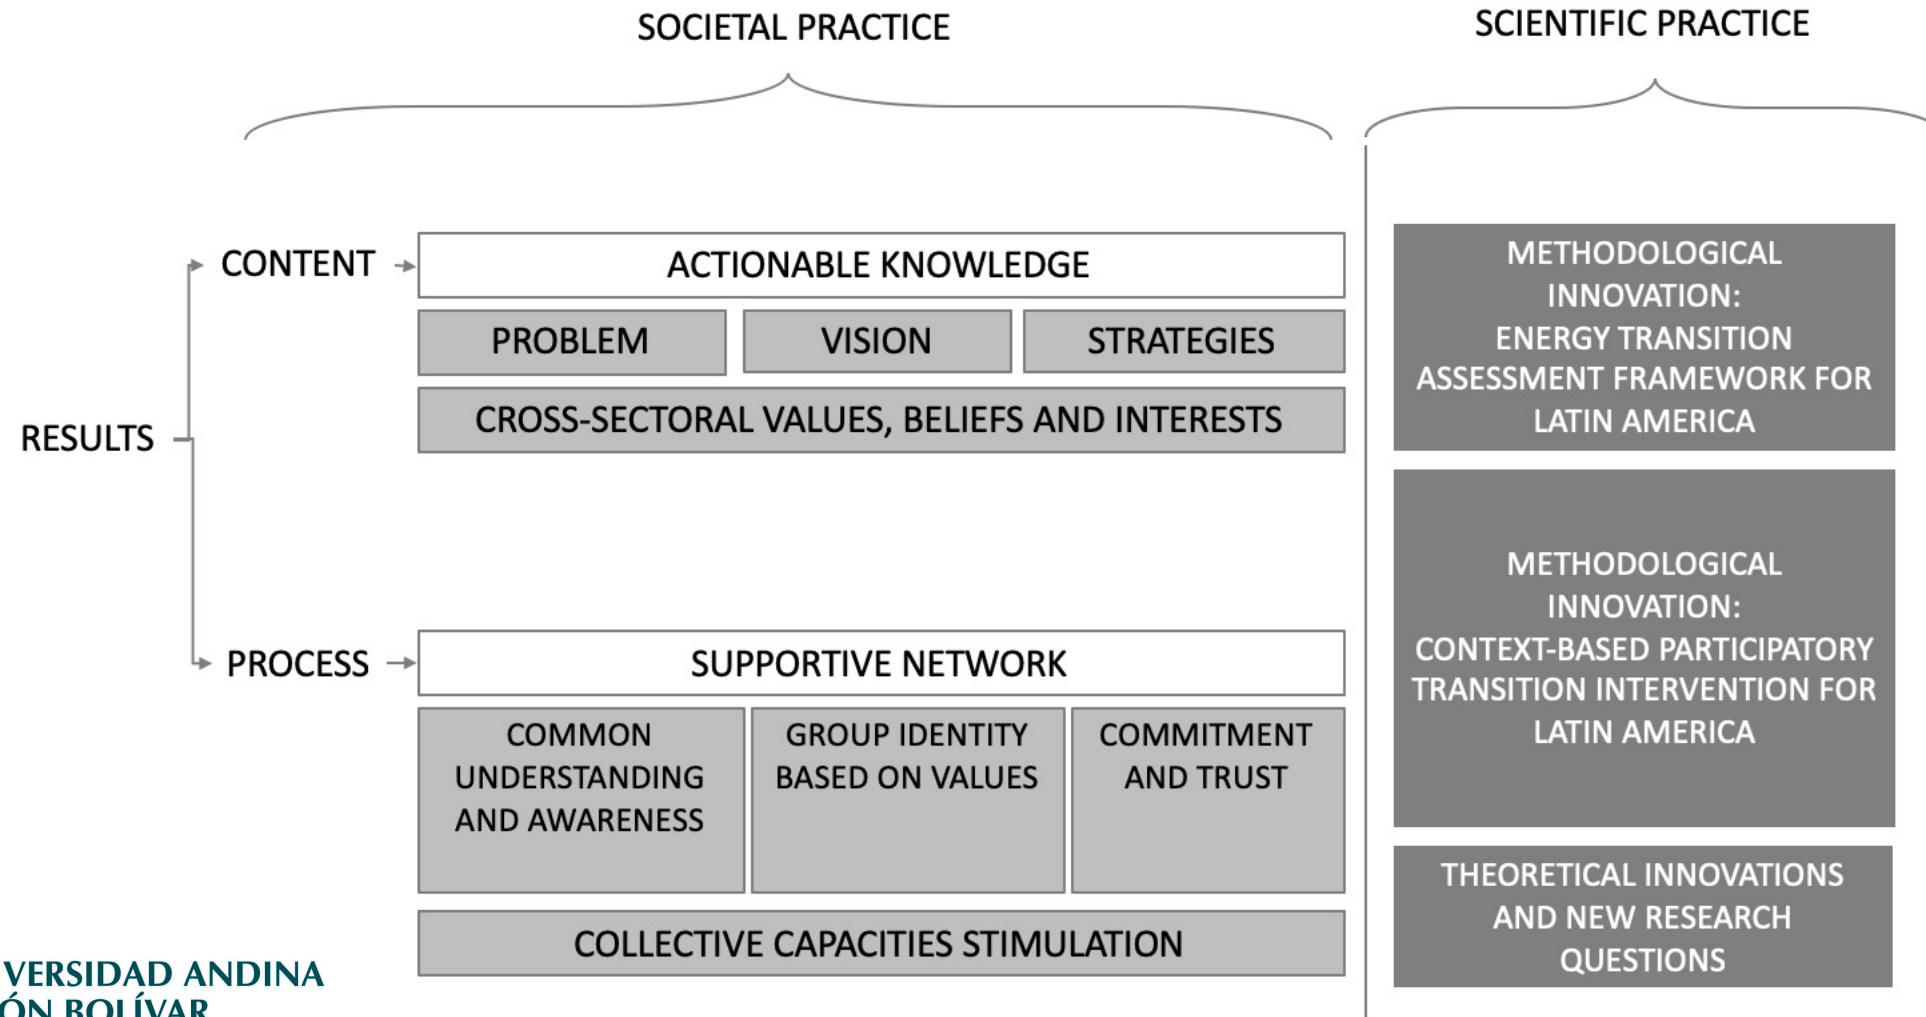 SOCIETAL PRACTICE
SCIENTIFIC PRACTICE
RESULTS
CONTENT
ACTIONABLE KNOWLEDGE
PROBLEM
VISION
STRATEGIES
CROSS-SECTORAL VALUES, BELIEFS AND INTERESTS
PROCESS
SUPPORTIVE NETWORK
COMMON
UNDERSTANDING
AND AWARENESS
GROUP IDENTITY
BASED ON VALUES
COMMITMENT
AND TRUST
COLLECTIVE CAPACITIES STIMULATION
METHODOLOGICAL
INNOVATION:
ENERGY TRANSITION
ASSESSMENT FRAMEWORK FOR
LATIN AMERICA
METHODOLOGICAL
INNOVATION:
CONTEXT-BASED PARTICIPATORY
TRANSITION INTERVENTION FOR
LATIN AMERICA
THEORETICAL INNOVATIONS
AND NEW RESEARCH
QUESTIONS
VERSIDAD ANDINA
ÓN BOLÍVAR